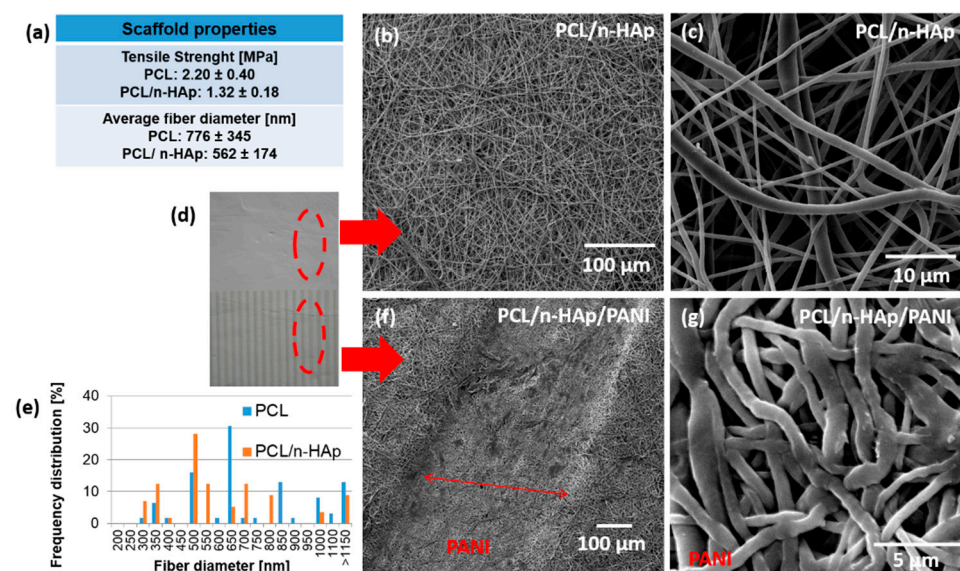 (a)
Scaffold properties
Tensile Strenght [MPa]
PCL: 2.20 ± 0.40
PCL/n-HAp: 1.32 ± 0.18
Average fiber diameter [nm]
PCL: 776 ± 345
PCL/ n-HAp: 562 ± 174
(b)
PCL/n-HAp
100 µm
(c)
PCL/n-HAp
10 µm
(d)
(e)
Frequency distribution [%]
40
30
20
10
0
PCL
PCL/n-HAp
200
250
300
350
400
500
550
600
650
700
750
800
850
900
950
1000
1100
> 1150
Fiber diameter [nm]
(f)
PCL/n-HAp/PANI
PANI
100 µm
(g)
PCL/n-HAp/PANI
PANI
5 µm